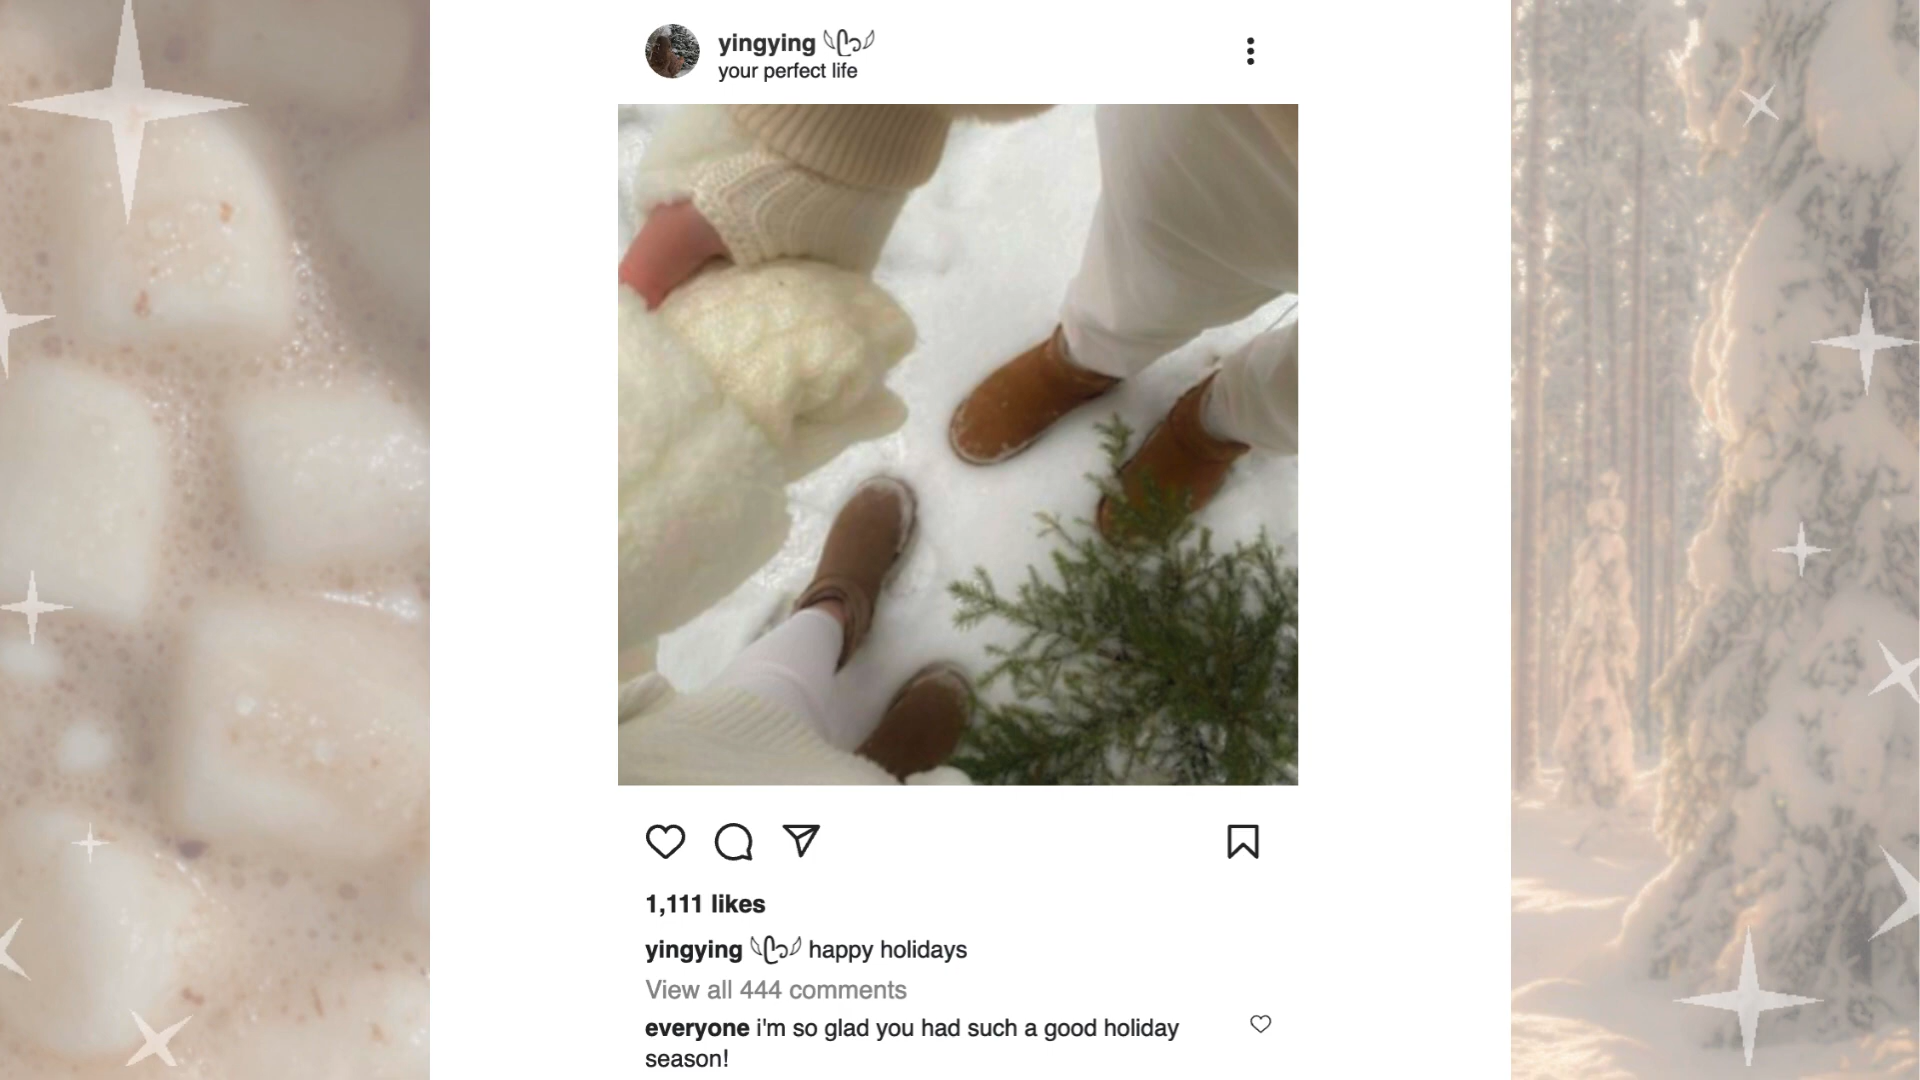 yingying 𓆩ᥫ᭡𓆪
your perfect life
1,111 likes
yingying happy holidays
View all 444 comments
everyone i'm so glad you had such a good holiday
season!